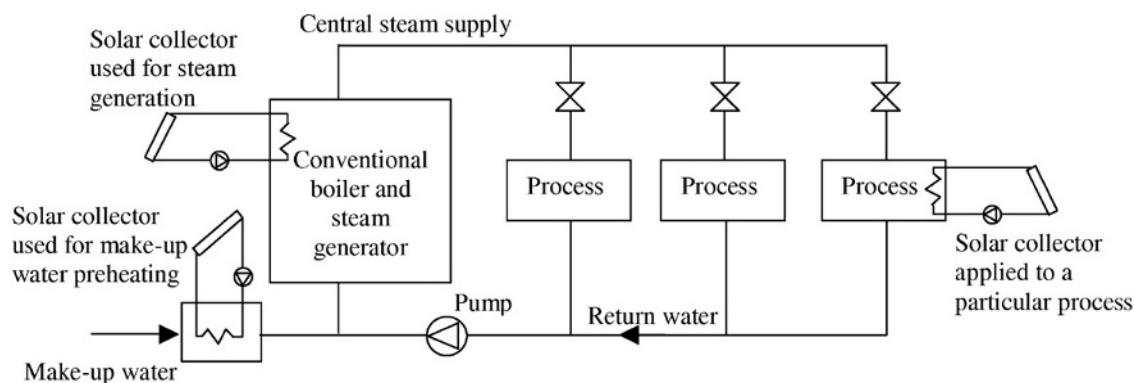 Central steam supply
Solar collector
used for steam
generation
Conventional
boiler and
steam
generator
Process
Process
Process
Solar collector
used for make-up
water preheating
Solar collector
applied to a
particular process
Pump
Return water
Make-up water